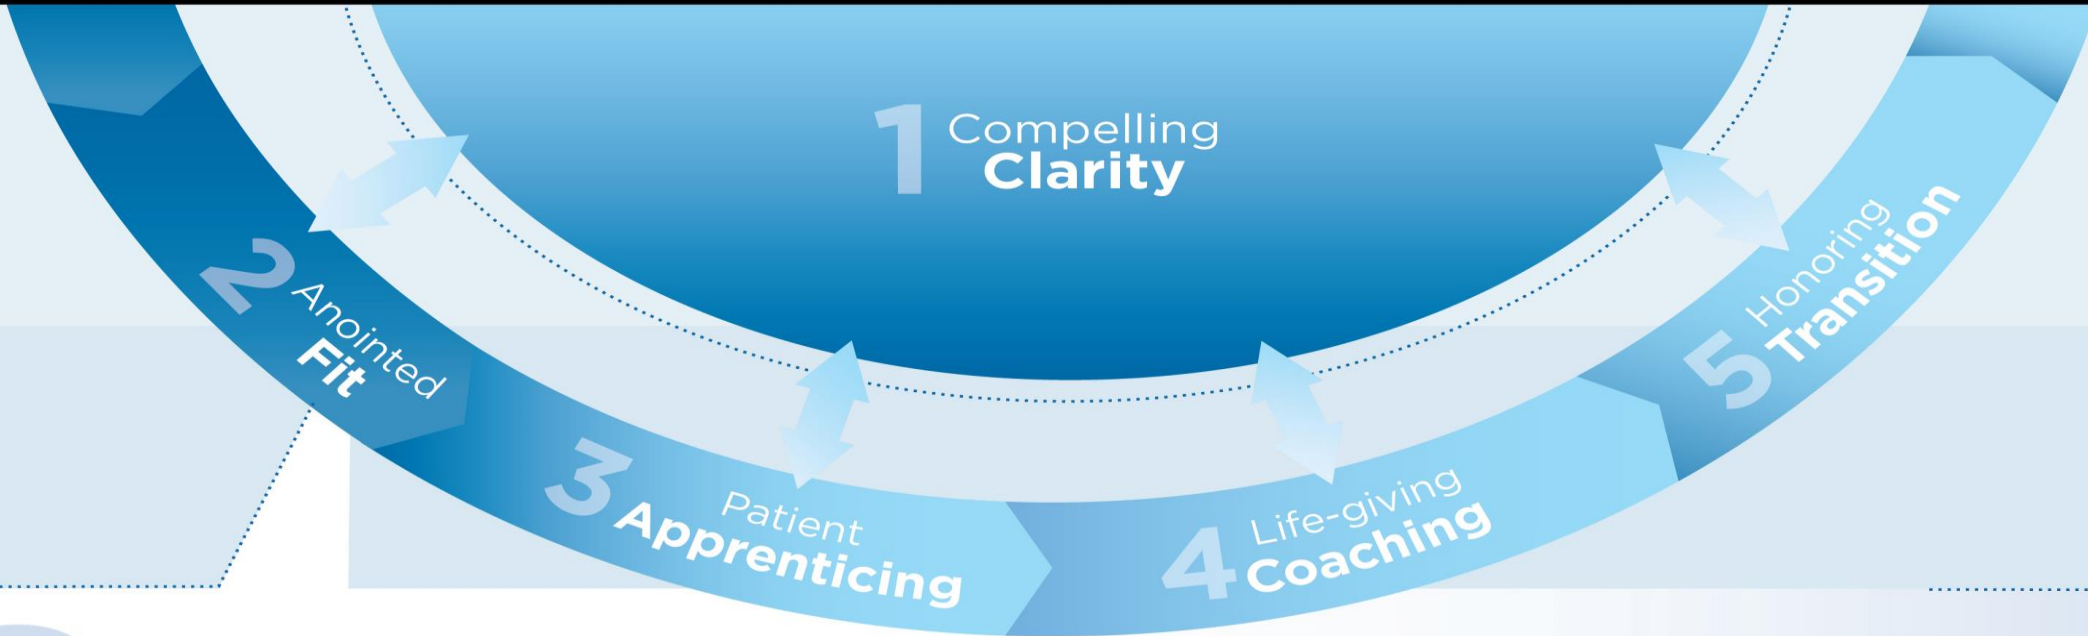 1 Compelling
Clarity
2 Anointed
Fit
3 Patient
Apprenticing
4 Life-giving
Coaching
5 Honoring
Transition